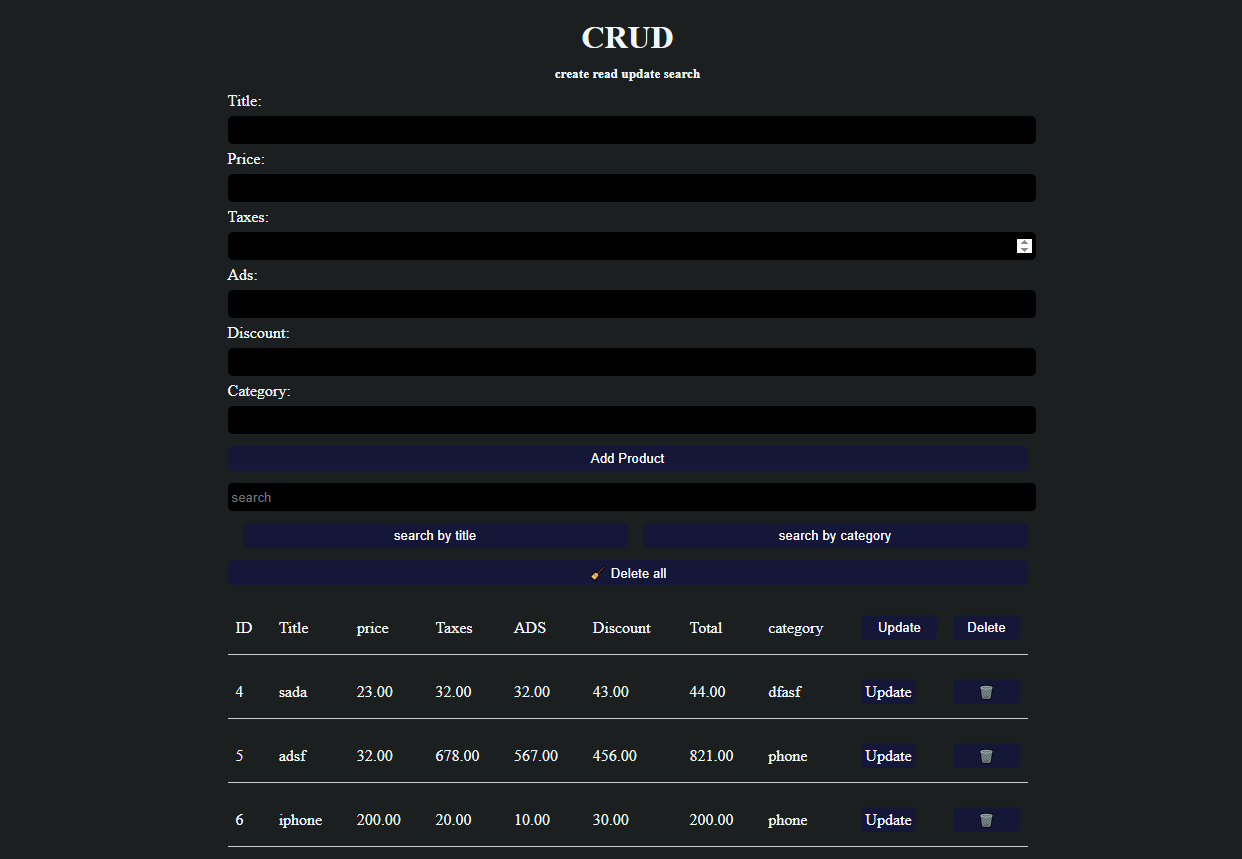 CRUD
create read update search
Title:
Price:
Taxes:
Ads:
Discount:
Category:
Add Product
search
search by title search by category
Delete all
ID Title price Taxes ADS Discount Total category Update Delete
4 sada 23.00 32.00 32.00 43.00 44.00 dfasf Update
5 adsf 32.00 678.00 567.00 456.00 821.00 phone Update
6 iphone 200.00 20.00 10.00 30.00 200.00 phone Update